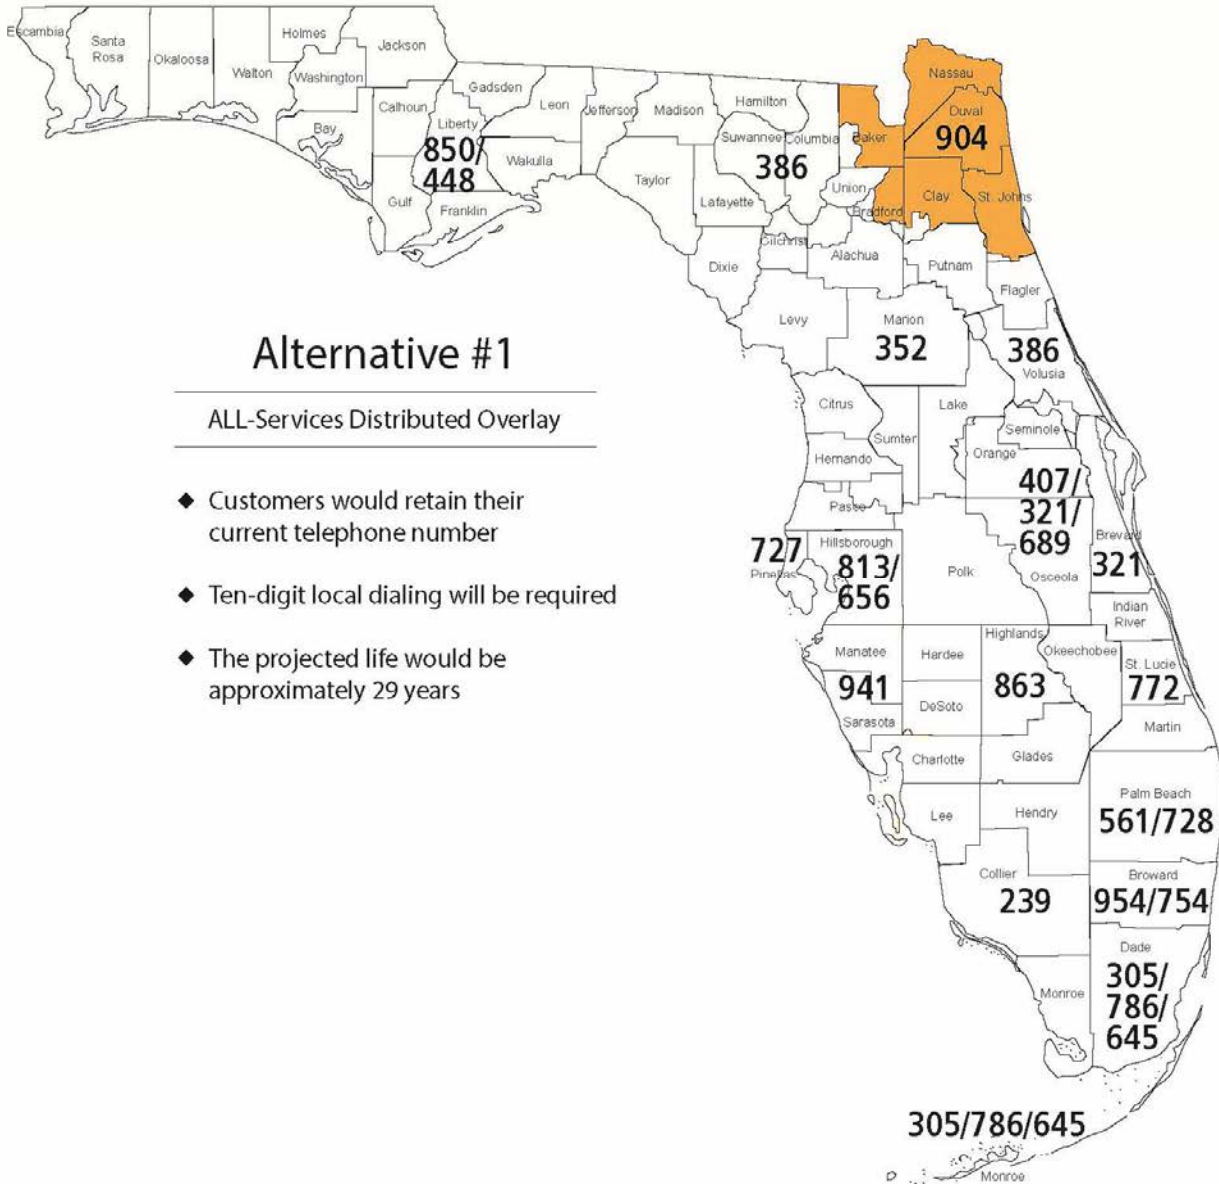 Escambia
Santa
Rosa
Okaloosa
Walton
Holmes
Washington
Jackson
Bay
Calhoun
Gulf
Gadsden
Liberty
850/
448
Franklin
Leon
Wakulla
Jefferson
Madison
Taylor
Hamilton
Suwannee
Columbia
386
Lafayette
Dixie
Gilchrist
Union
Baker
Bradford
Nassau
Duval
904
Clay
St. Johns
Alachua
Putnam
Flagler
Levy
Marion
352
386
Volusia
Alternative #1
ALL-Services Distributed Overlay
◆ Customers would retain their
current telephone number
◆ Ten-digit local dialing will be required
◆ The projected life would be
approximately 29 years
Citrus
Sumter
Lake
Hernando
Pasco
Seminole
Orange
407/
321/
689
Osceola
Brevard
321
727
Pinellas
Hillsborough
813/
656
Polk
Indian
River
Manatee
941
Sarasota
Hardee
DeSoto
Highlands
863
Okeechobee
St. Lucie
772
Martin
Charlotte
Glades
Lee
Hendry
Palm Beach
561/728
Collier
239
Broward
954/754
Monroe
Dade
305/
786/
645
305/786/645
Monroe